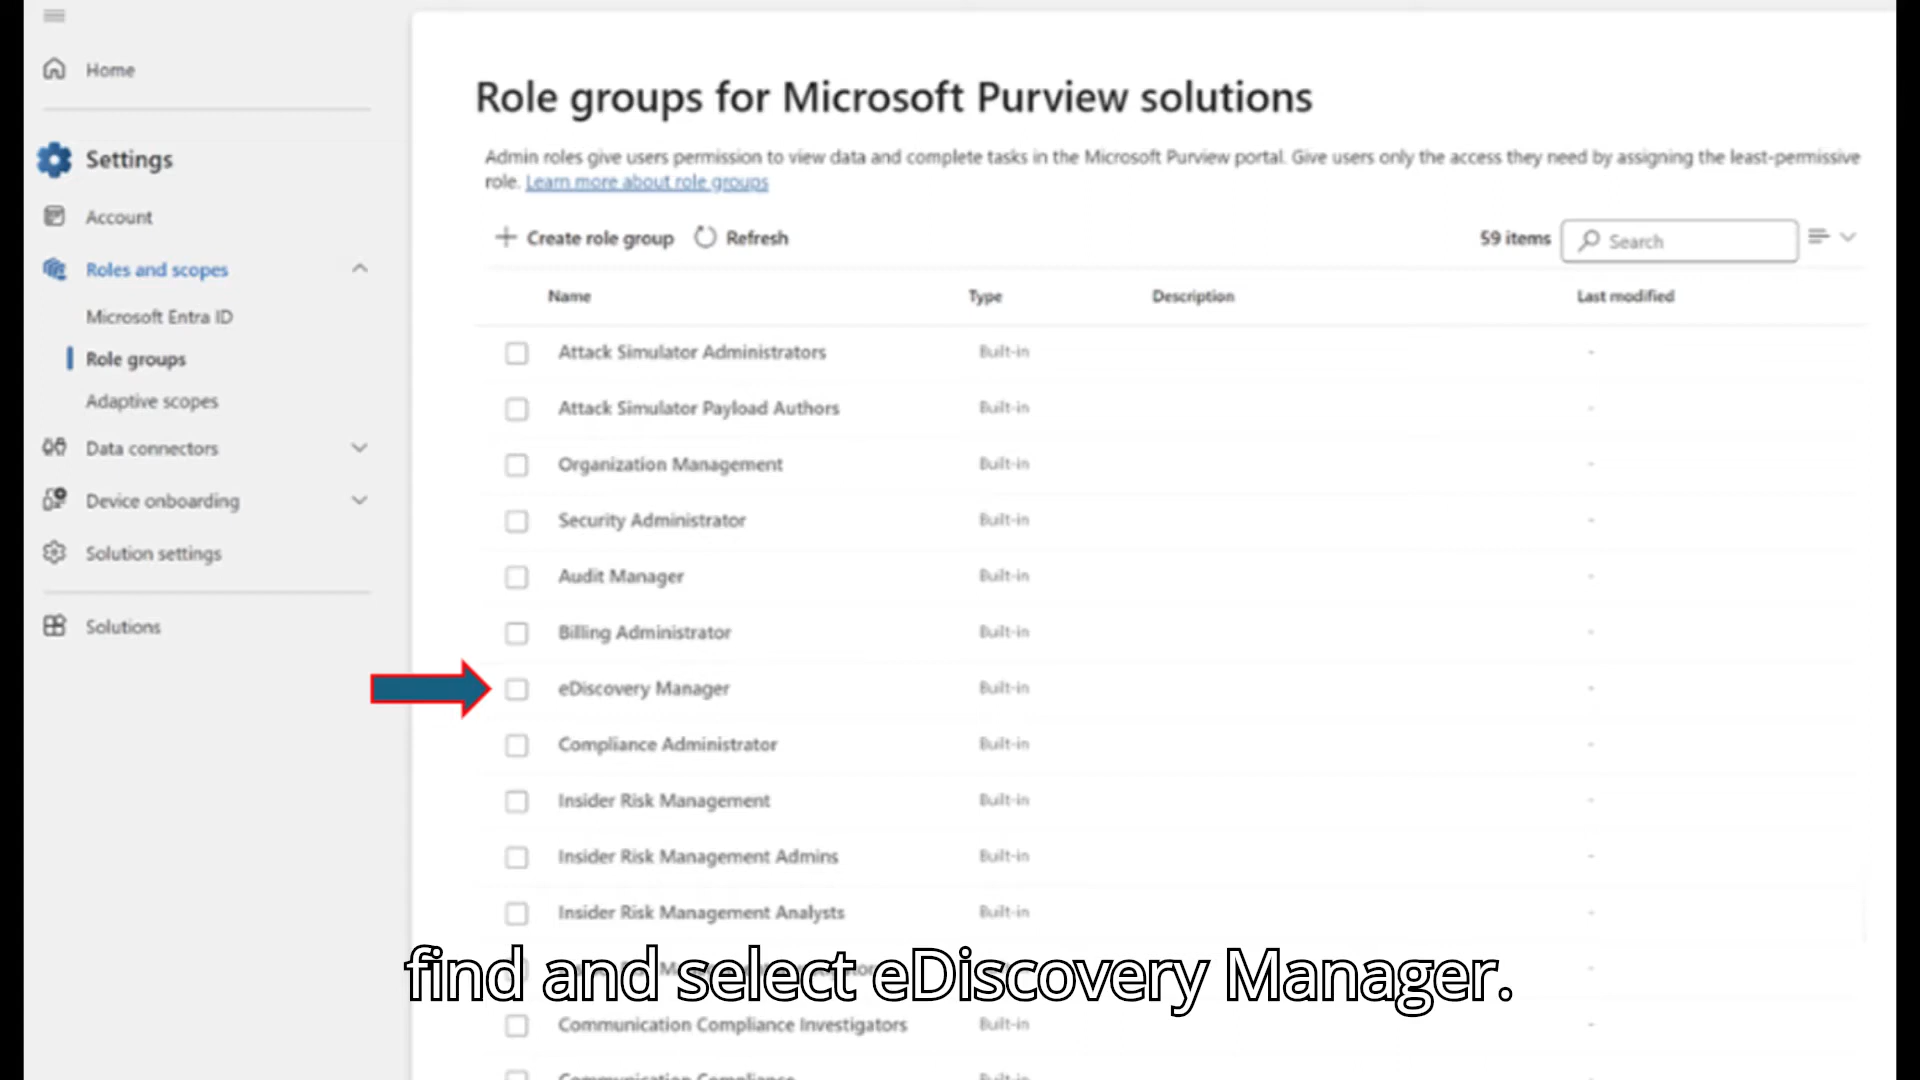 Home
Settings
Account
Roles and scopes
Microsoft Entra ID
Role groups
Adaptive scopes
Data connectors
Device onboarding
Solution settings
Solutions
Role groups for Microsoft Purview solutions
Admin roles give users permission to view data and complete tasks in the Microsoft Purview portal. Give users only the access they need by assigning the least-permissive
role. Learn more about role groups
Create role group Refresh 59 items Search
Name Type Description Last modified
Attack Simulator Administrators Built-in -
Attack Simulator Payload Authors Built-in -
Organization Management Built-in -
Security Administrator Built-in -
Audit Manager Built-in -
Billing Administrator Built-in -
eDiscovery Manager Built-in -
Compliance Administrator Built-in -
Insider Risk Management Built-in -
Insider Risk Management Admins Built-in -
Insider Risk Management Analysts Built-in -
find and select eDiscovery Manager.
Communication Compliance Investigators Built-in -
Communication Compliance Built-in